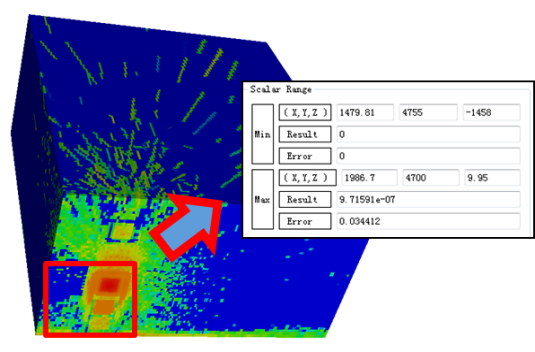 Scalar Range
Min
( X,Y,Z ) 1479.81 4755 -1458
Result 0
Error 0
Max
( X,Y,Z ) 1986.7 4700 9.95
Result 9.71591e-07
Error 0.034412